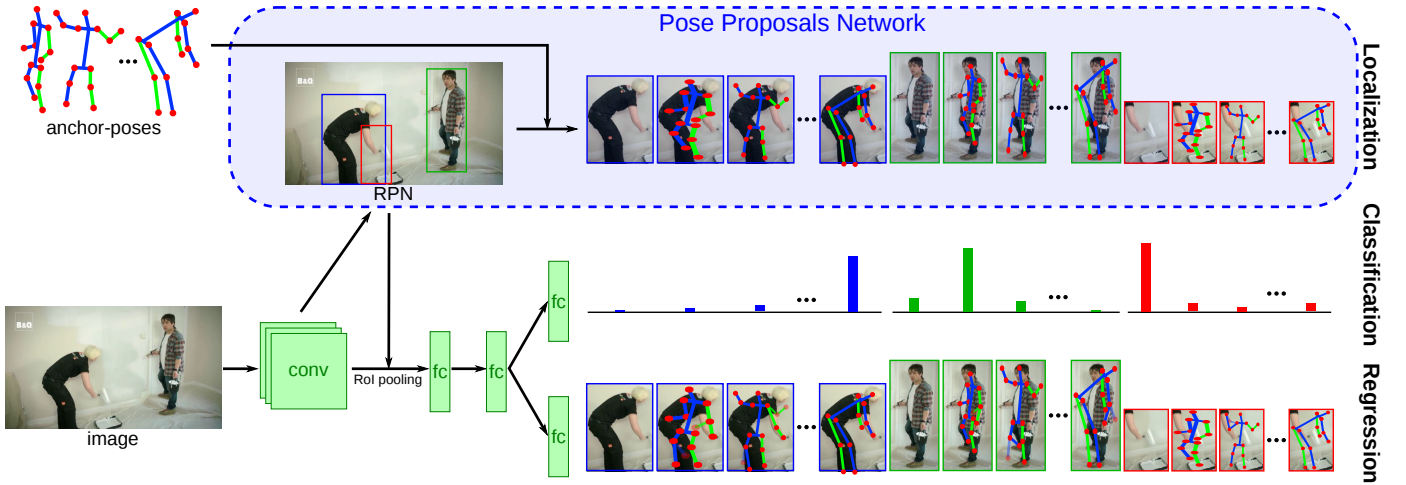 Pose Proposals Network
Localization
B&Q
...
...
...
...
anchor-poses
RPN
Classification
fc
...
...
...
B&Q
conv
RoI pooling
fc
fc
Regression
fc
...
...
...
image